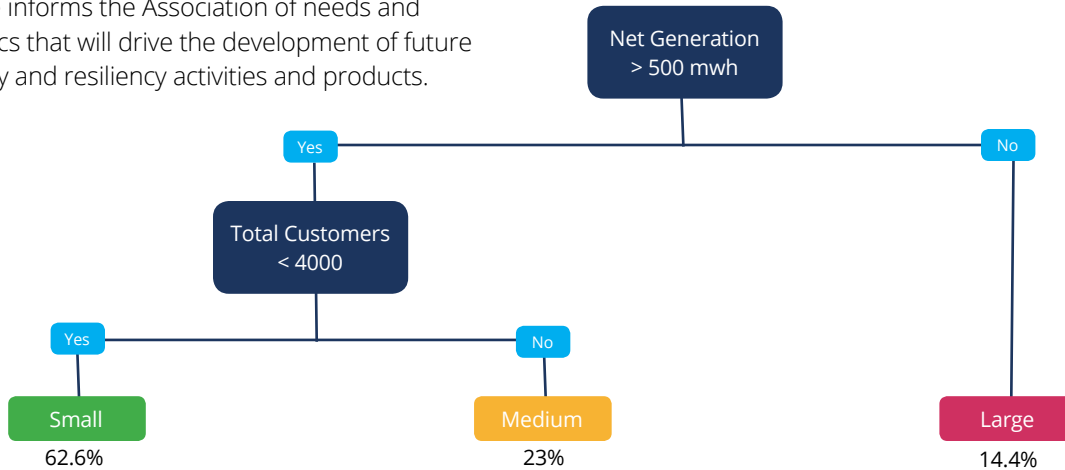 informs the Association of needs and
that will drive the development of future
and resiliency activities and products.
Net Generation
> 500 mwh
Yes
No
Total Customers
< 4000
Yes
No
Small
Medium
Large
62.6%
23%
14.4%